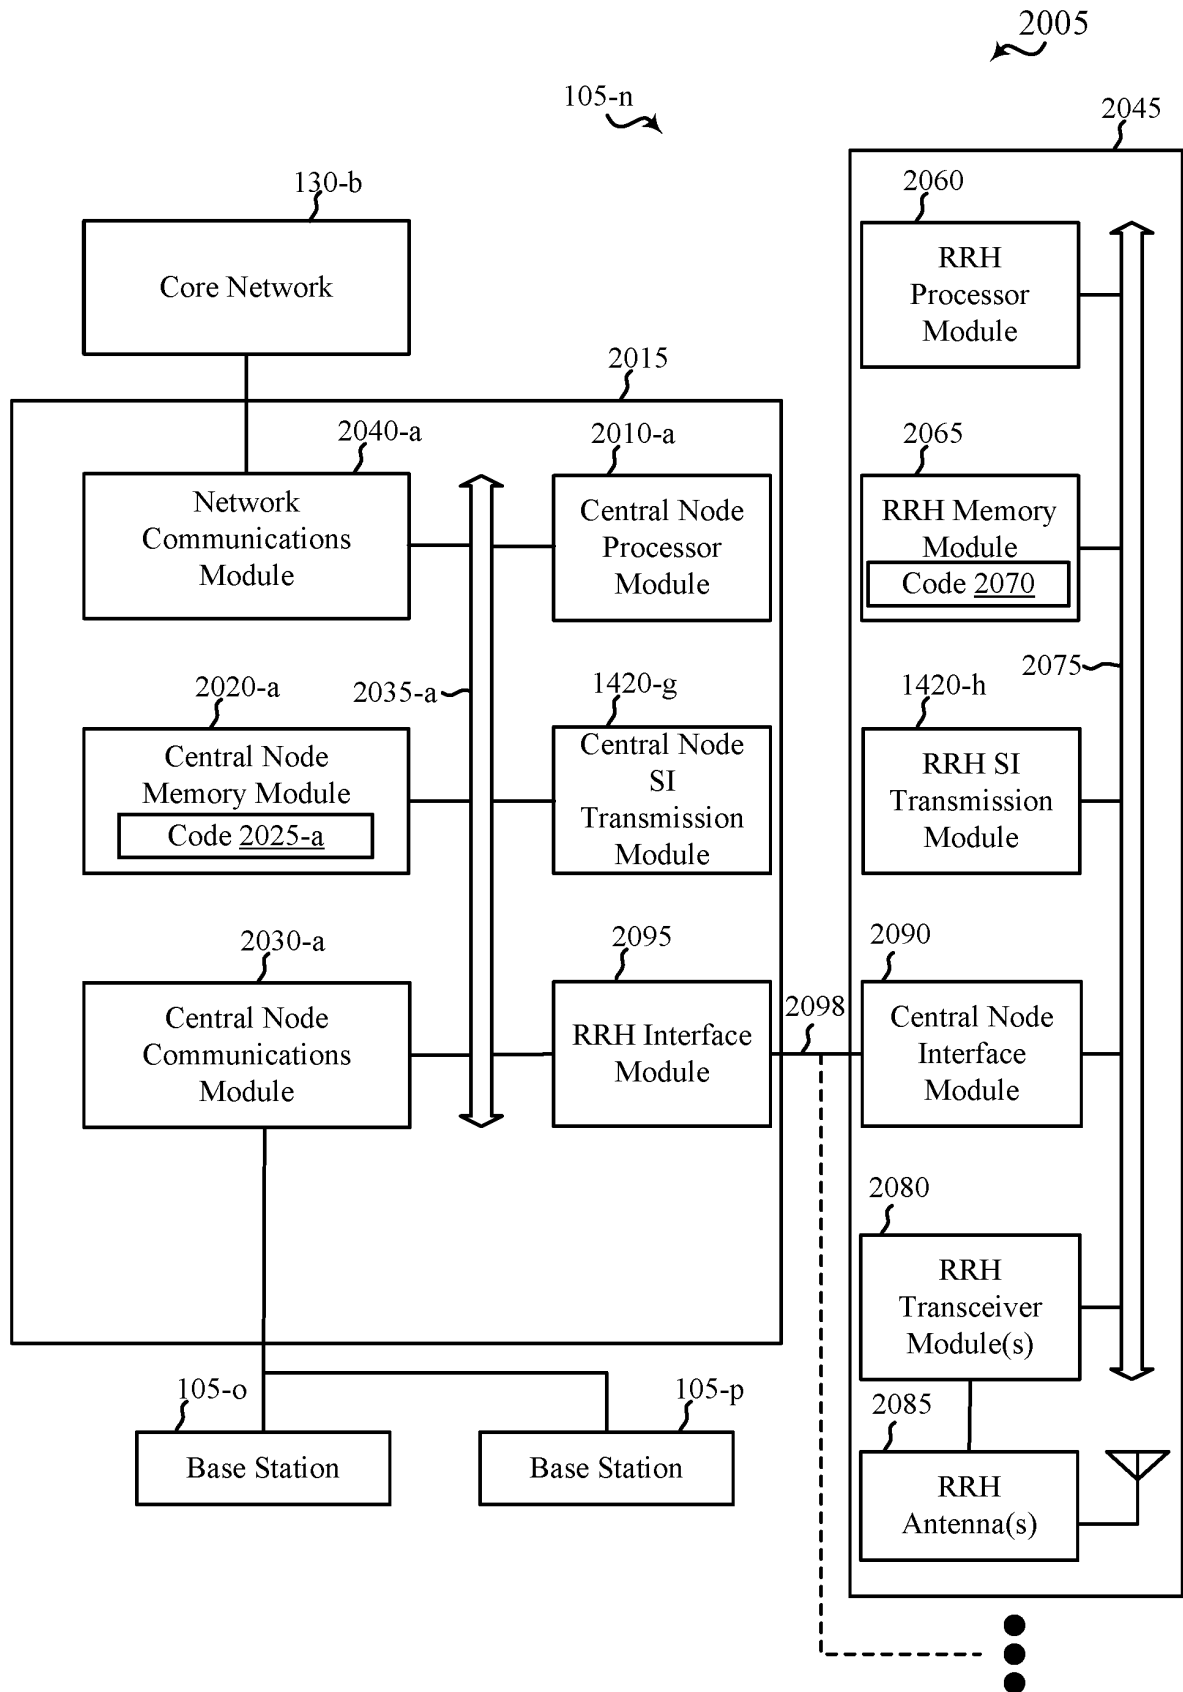 2005
105-n
2045
130-b
Core Network
2060
RRH
Processor
Module
2015
2040-a
Network
Communications
Module
2010-a
Central Node
Processor
Module
2065
RRH Memory
Module
Code 2070
2020-a
Central Node
Memory Module
Code 2025-a
2035-a
1420-g
Central Node
SI
Transmission
Module
2075
1420-h
RRH SI
Transmission
Module
2030-a
Central Node
Communications
Module
2095
RRH Interface
Module
2098
2090
Central Node
Interface
Module
2080
RRH
Transceiver
Module(s)
105-o
Base Station
105-p
Base Station
2085
RRH
Antenna(s)